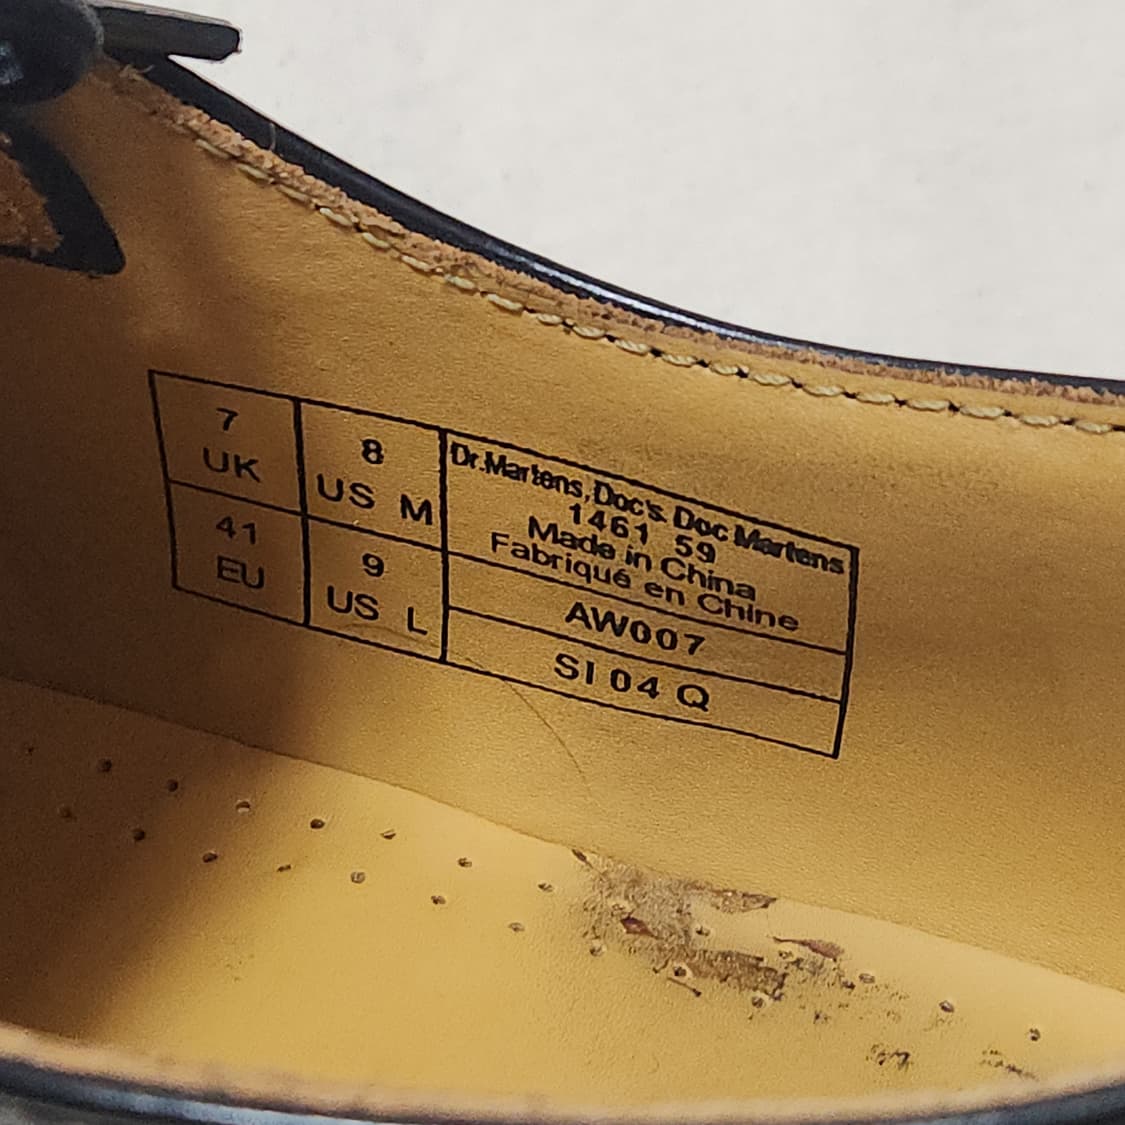 7
UK
8
US M
41
EU
9
US L
Dr.Martens, Doc's. Doc Martens
1461 59
Made in China
Fabriqué en Chine
AW007
SI 04 Q